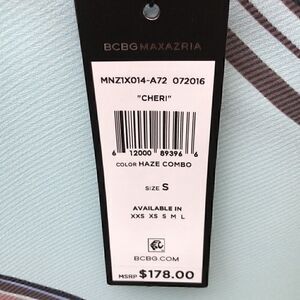 BCBGMAXAZRIA
MNZ1X014-A72 072016
"CHERI"
6 12000 89396 6
COLOR HAZE COMBO
SIZE S
AVAILABLE IN
XXS XS S M L
BCBG.COM
MSRP $178.00